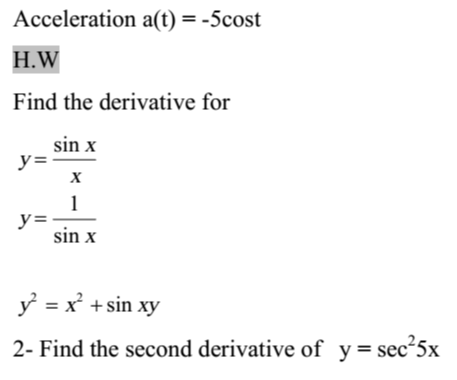 Acceleration a(t) = -5cost
H.W
Find the derivative for
y = sin x / x
y = 1 / sin x
y² = x² + sin xy
2- Find the second derivative of y = sec²5x